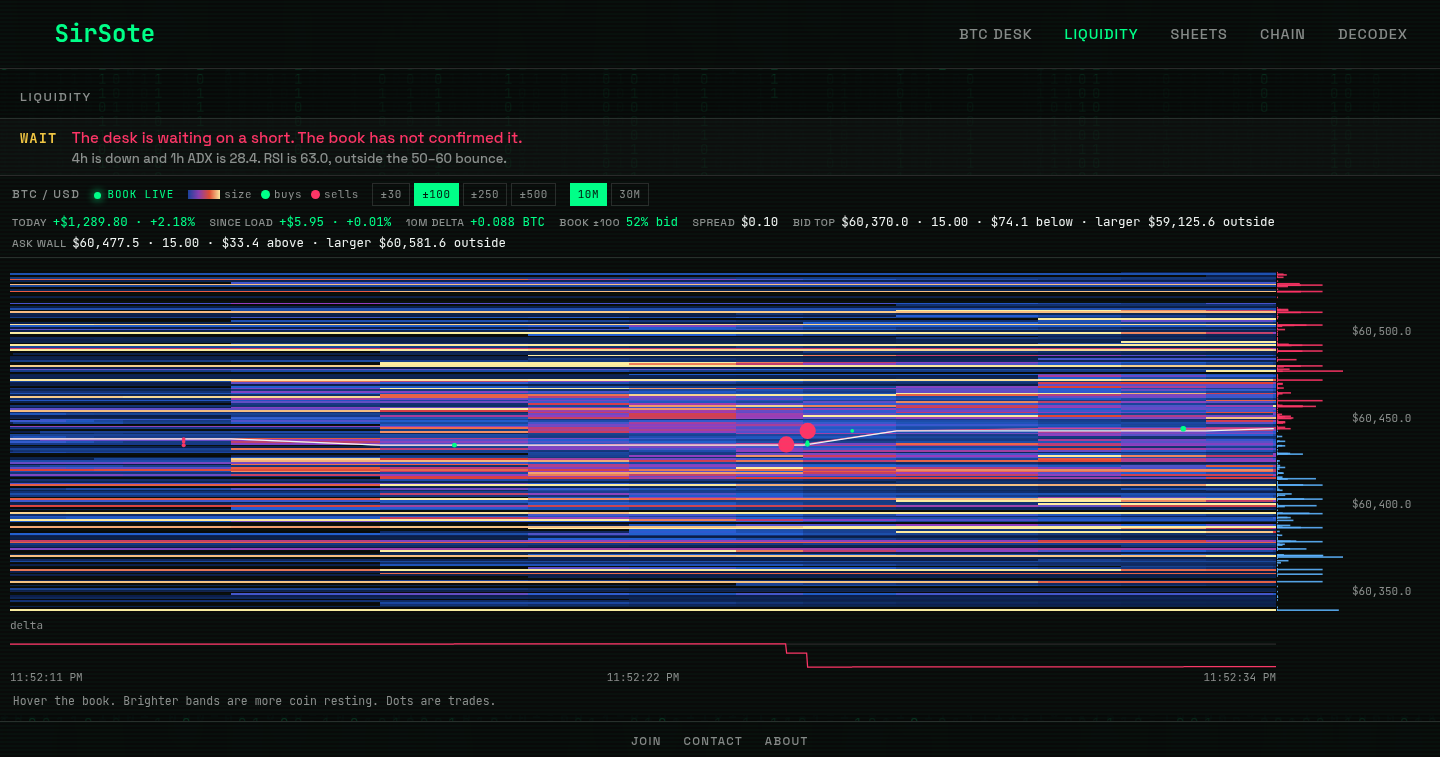 SirSote
BTC DESK LIQUIDITY SHEETS CHAIN DECODEX
LIQUIDITY
WAIT The desk is waiting on a short. The book has not confirmed it.
4h is down and 1h ADX is 28.4. RSI is 63.0, outside the 50–60 bounce.
BTC / USD BOOK LIVE size buys sells ±30 ±100 ±250 ±500 10M 30M
TODAY +$1,289.80 · +2.18% SINCE LOAD +$5.95 · +0.01% 10M DELTA +0.088 BTC BOOK ±100 52% bid SPREAD $0.10 BID TOP $60,370.0 · 15.00 · $74.1 below · larger $59,125.6 outside
ASK WALL $60,477.5 · 15.00 · $33.4 above · larger $60,581.6 outside
$60,500.0
$60,450.0
$60,400.0
$60,350.0
delta
11:52:11 PM 11:52:22 PM 11:52:34 PM
Hover the book. Brighter bands are more coin resting. Dots are trades.
JOIN CONTACT ABOUT